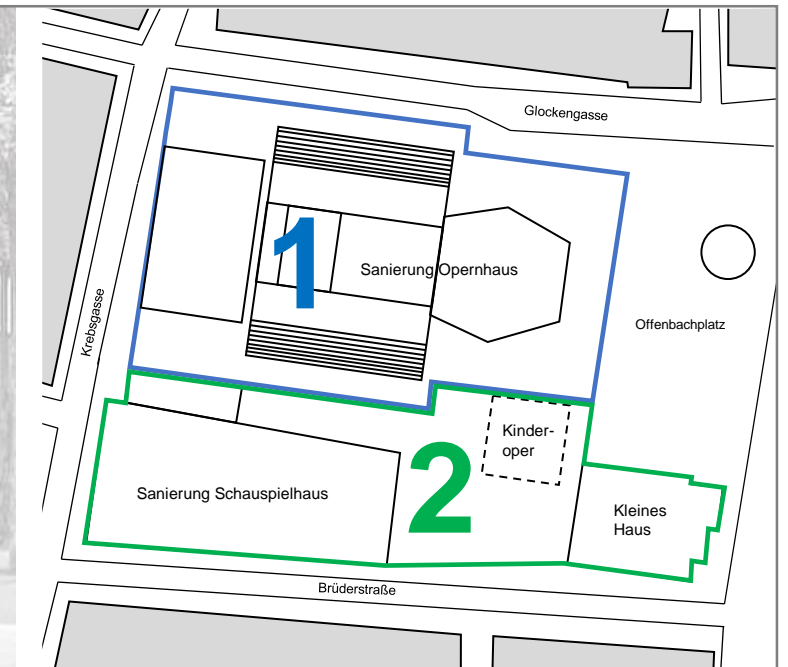 Glockengasse
1
Sanierung Opernhaus
Krebsgasse
Offenbachplatz
Kinder-
oper
2
Sanierung Schauspielhaus
Kleines
Haus
Brüderstraße